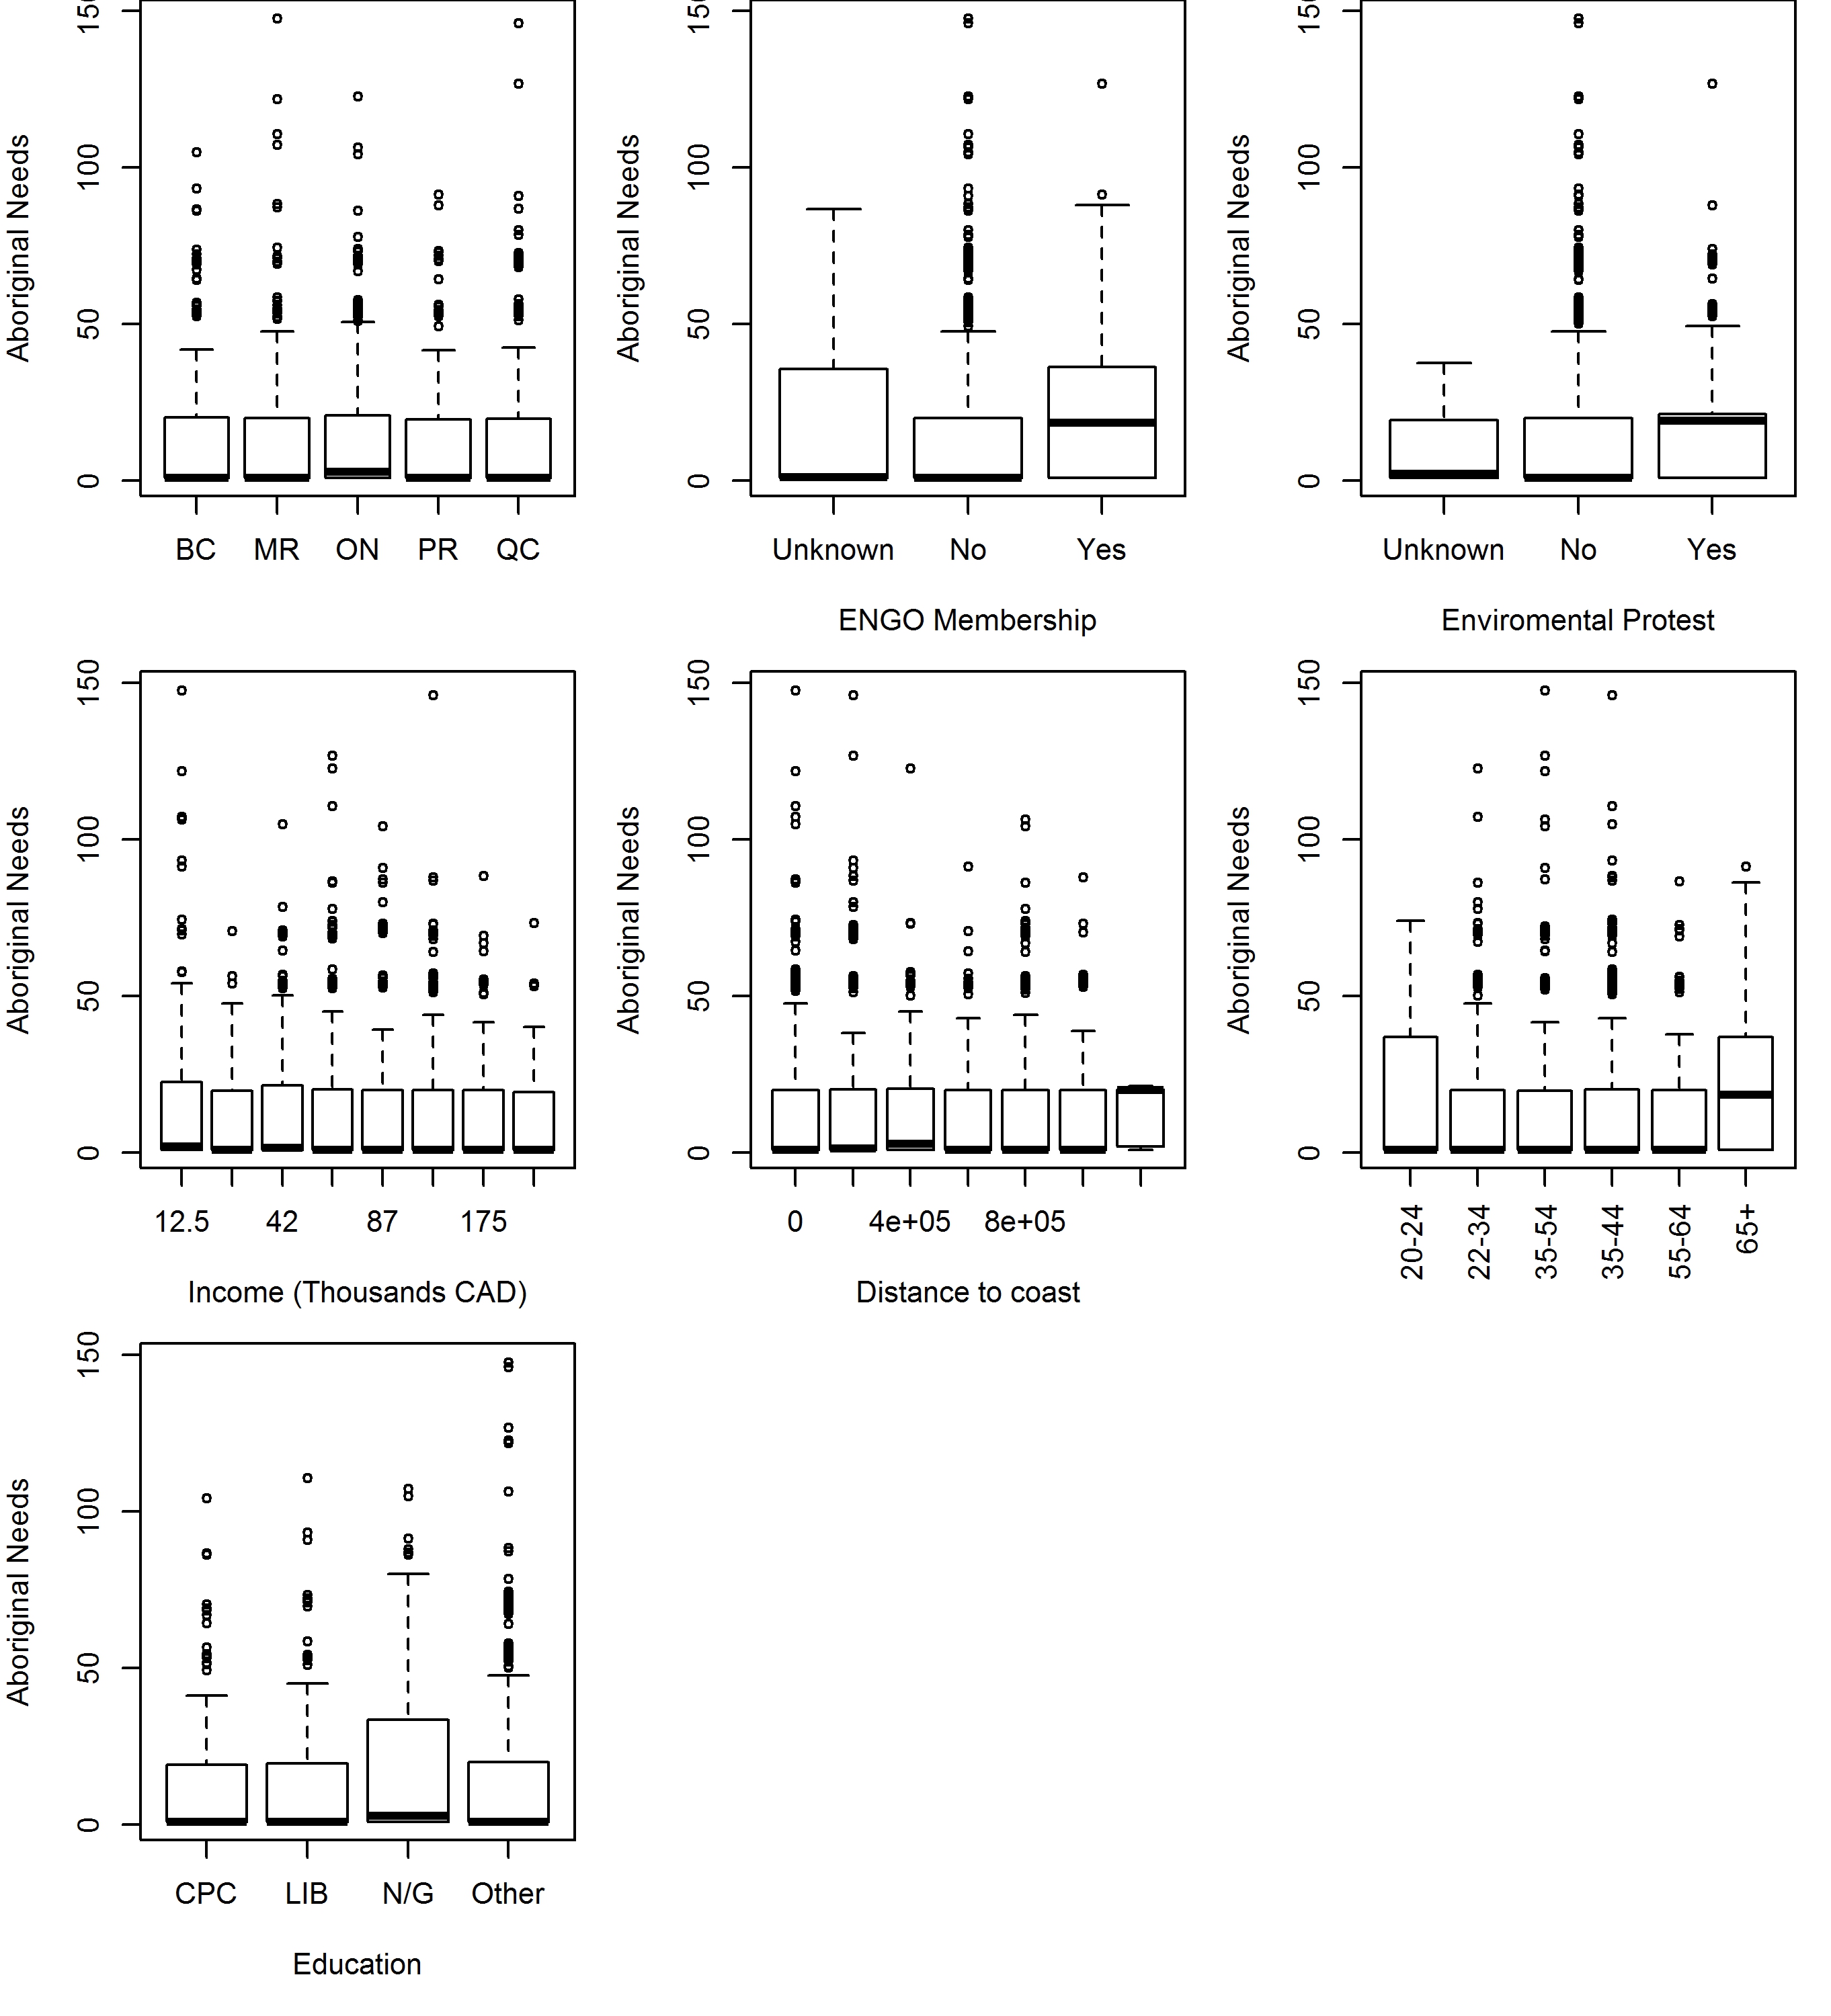 Aboriginal Needs
0 50 100 150
BC MR ON PR QC
Aboriginal Needs
0 50 100 150
Unknown No Yes
ENGO Membership
Aboriginal Needs
0 50 100 150
Unknown No Yes
Enviromental Protest
Aboriginal Needs
0 50 100 150
12.5 42 87 175
Income (Thousands CAD)
Aboriginal Needs
0 50 100 150
0 4e+05 8e+05
Distance to coast
Aboriginal Needs
0 50 100 150
20-24 22-34 35-54 35-44 55-64 65+
Aboriginal Needs
0 50 100 150
CPC LIB N/G Other
Education